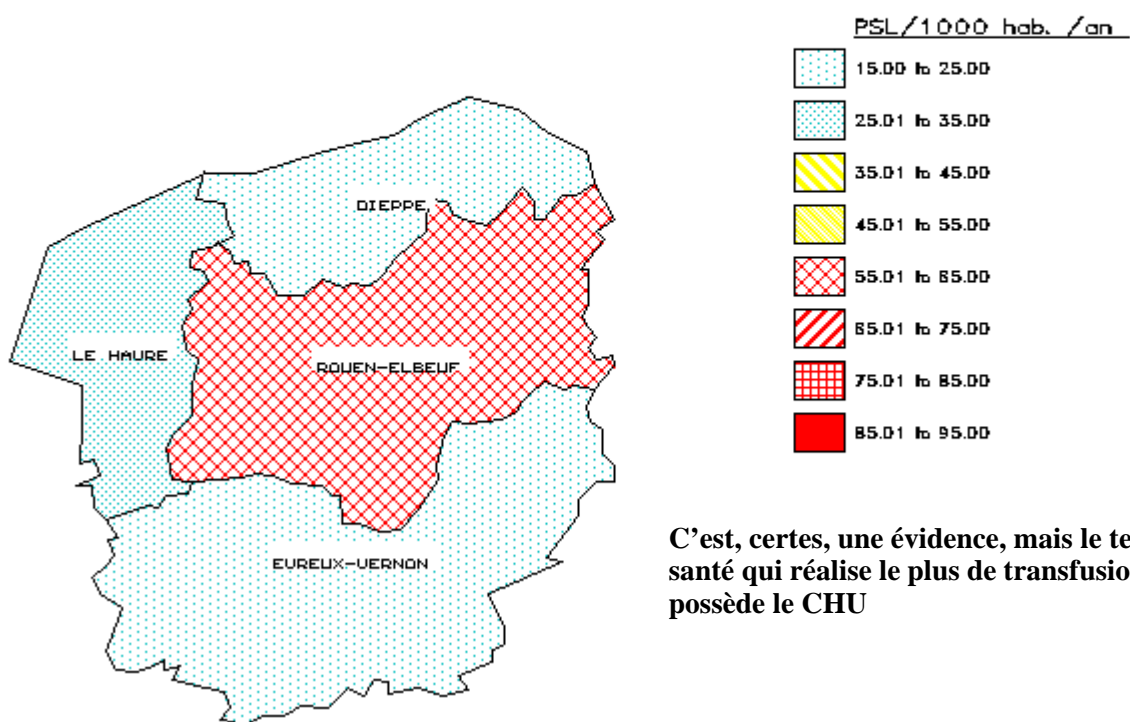 PSL/1000 hab. /an
15.00 to 25.00
25.01 to 35.00
35.01 to 45.00
45.01 to 55.00
55.01 to 65.00
65.01 to 75.00
75.01 to 85.00
85.01 to 95.00
DIEPPE
LE HAVRE
ROUEN-ELBEUF
EVREUX-VERNON
C'est, certes, une évidence, mais le te
santé qui réalise le plus de transfusio
possède le CHU